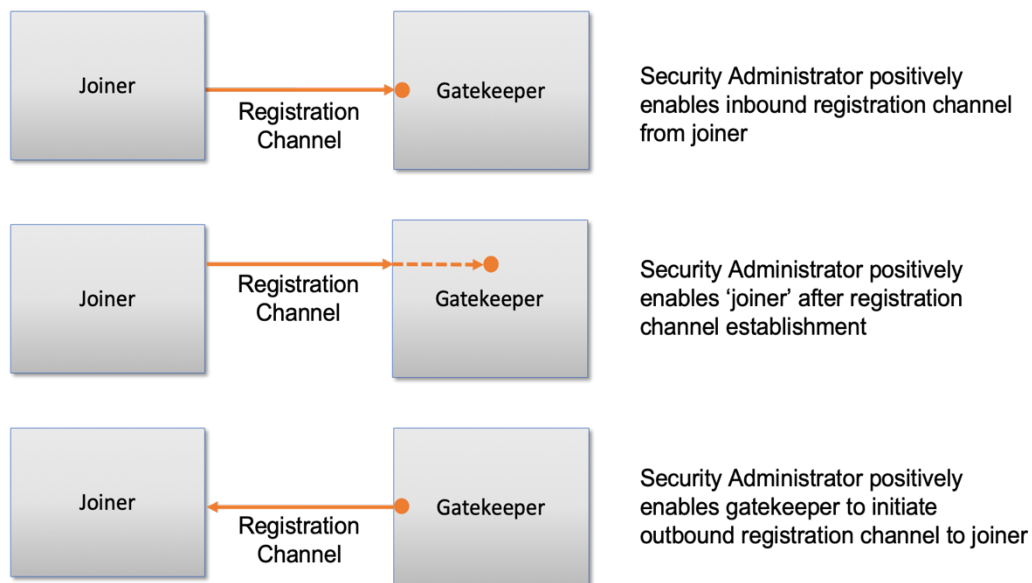 Joiner
Registration
Channel
Gatekeeper
Security Administrator positively
enables inbound registration channel
from joiner
Joiner
Registration
Channel
Gatekeeper
Security Administrator positively
enables ‘joiner’ after registration
channel establishment
Joiner
Registration
Channel
Gatekeeper
Security Administrator positively
enables gatekeeper to initiate
outbound registration channel to joiner